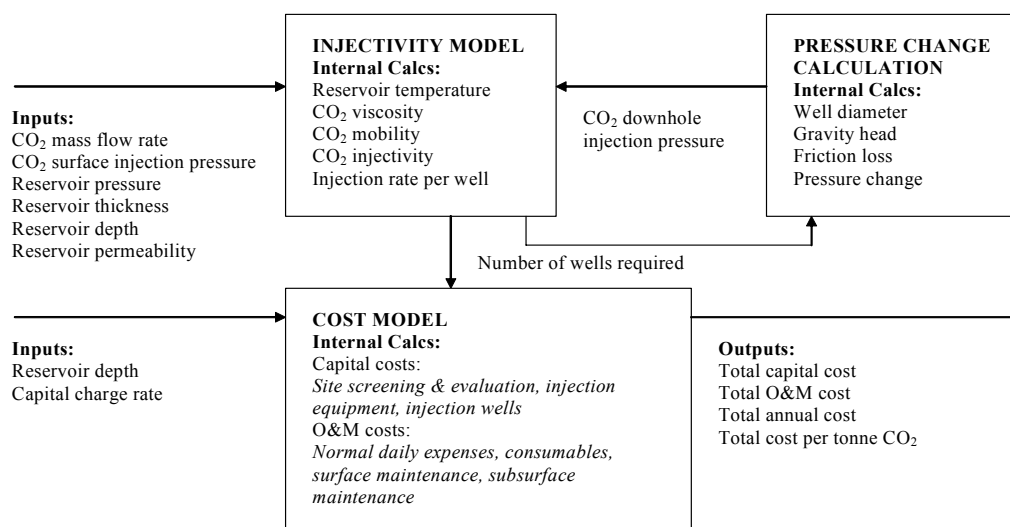 INJECTIVITY MODEL
Internal Calcs:
Reservoir temperature
CO₂ viscosity
CO₂ mobility
CO₂ injectivity
Injection rate per well
PRESSURE CHANGE
CALCULATION
Internal Calcs:
Well diameter
Gravity head
Friction loss
Pressure change
CO₂ downhole
injection pressure
Inputs:
CO₂ mass flow rate
CO₂ surface injection pressure
Reservoir pressure
Reservoir thickness
Reservoir depth
Reservoir permeability
Number of wells required
COST MODEL
Internal Calcs:
Capital costs:
Site screening & evaluation, injection
equipment, injection wells
O&M costs:
Normal daily expenses, consumables,
surface maintenance, subsurface
maintenance
Inputs:
Reservoir depth
Capital charge rate
Outputs:
Total capital cost
Total O&M cost
Total annual cost
Total cost per tonne CO₂